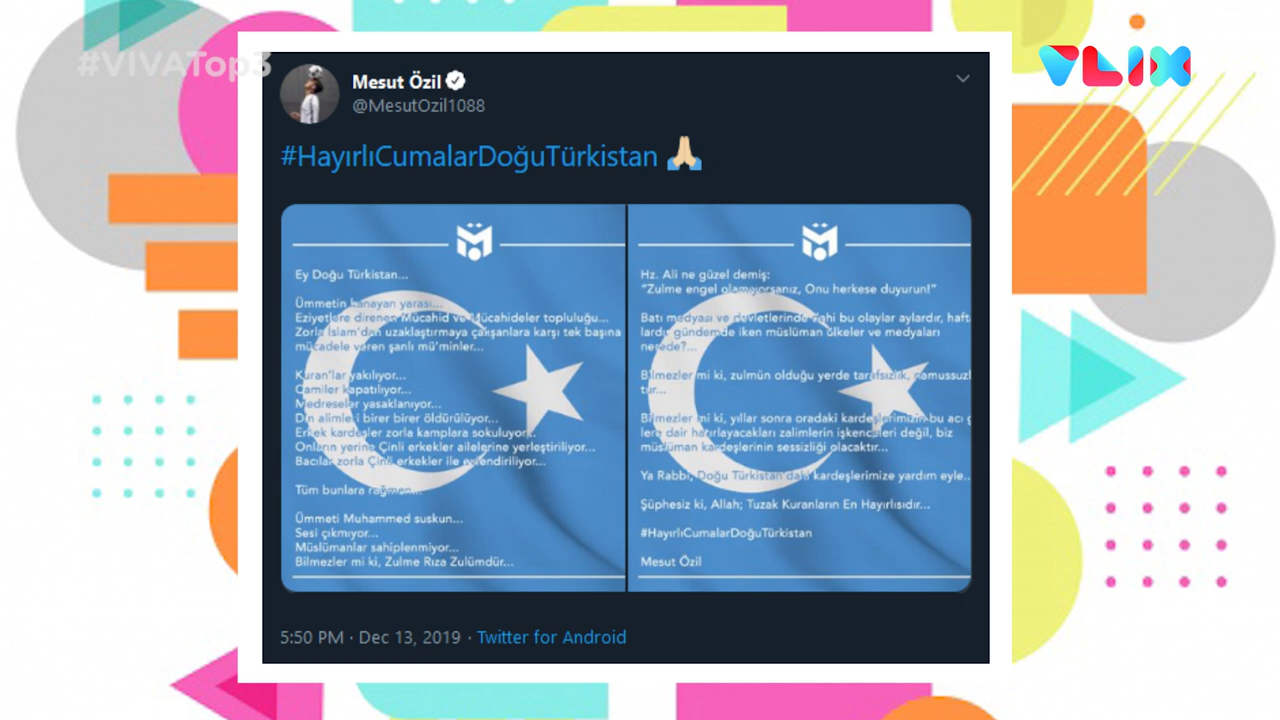 #VIVATop3
VLIX
Mesut Özil
@MesutOzil1088
#HayırlıCumalarDoğuTürkistan
Ey Doğu Türkistan...
Ümmetin kanayan yarası...
Eziyetlere direnen Mücahid ve Mücahideler topluluğu...
Zorla İslam'dan uzaklaştırmaya çalışanlara karşı tek başına
mücadele veren şanlı mü'minler...
Kuran'lar yakılıyor...
Camiler kapatılıyor...
Medreseler yasaklanıyor...
Din alimleri birer birer öldürülüyor...
Erkek kardeşler zorla kamplara sokuluyor...
Onların yerine Çinli erkekler ailelerine yerleştiriliyor...
Bacılar zorla Çinli erkekler ile evlendiriliyor...
Tüm bunlara rağmen...
Ümmeti Muhammed suskun...
Sesi çıkmıyor...
Müslümanlar sahiplenmiyor...
Bilmezler mi ki, Zulme Rıza Zulümdür...
Hz. Ali ne güzel demiş:
"Zulme engel olamıyorsanız, Onu herkese duyurun!"
Batı medyası ve devletlerinde dahi bu olaylar aylardır, haft
lardır gündemde iken müslüman ülkeler ve medyaları
nerede?...
Bilmezler mi ki, zulmün olduğu yerde tarafsızlık, namussuzl
tur...
Bilmezler mi ki, yıllar sonra oradaki kardeşlerimizin bu acı g
lere dair hatırlayacakları zalimlerin işkenceleri değil, biz
müslüman kardeşlerinin sessizliği olacaktır...
Ya Rabbi, Doğu Türkistan'daki kardeşlerimize yardım eyle..
Şüphesiz ki, Allah; Tuzak Kuranların En Hayırlısıdır...
#HayırlıCumalarDoğuTürkistan
Mesut Özil
5:50 PM · Dec 13, 2019 · Twitter for Android